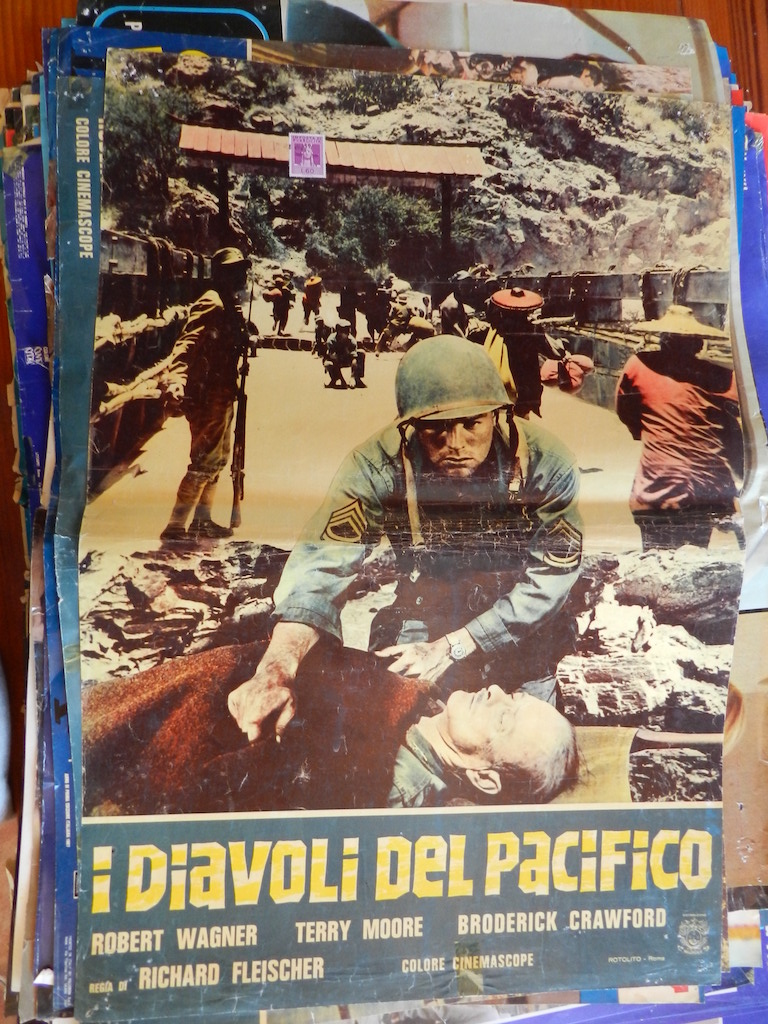 COLORE CINEMASCOPE
I DIAVOLI DEL PACIFICO
ROBERT WAGNER TERRY MOORE BRODERICK CRAWFORD
REGIA DI RICHARD FLEISCHER COLORE CINEMASCOPE ROTOLITO - Roma